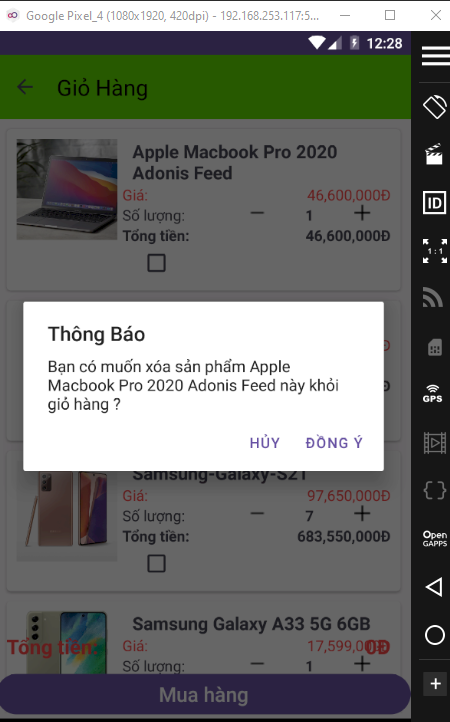 Google Pixel_4 (1080x1920, 420dpi) - 192.168.253.117:5...
12:28
Giỏ Hàng
Apple Macbook Pro 2020
Adonis Feed
Giá: 46,600,000Đ
Số lượng: 1
Tổng tiền: 46,600,000Đ
Thông Báo
Bạn có muốn xóa sản phẩm Apple
Macbook Pro 2020 Adonis Feed này khỏi
giỏ hàng ?
HỦY ĐỒNG Ý
Samsung-Galaxy-S21
Giá: 97,650,000Đ
Số lượng: 7
Tổng tiền: 683,550,000Đ
Samsung Galaxy A33 5G 6GB
Giá: 17,599,000Đ
Tổng tiền: 0Đ
Số lượng: 1
Mua hàng
ID
1:1
GPS
Open
GAPPS